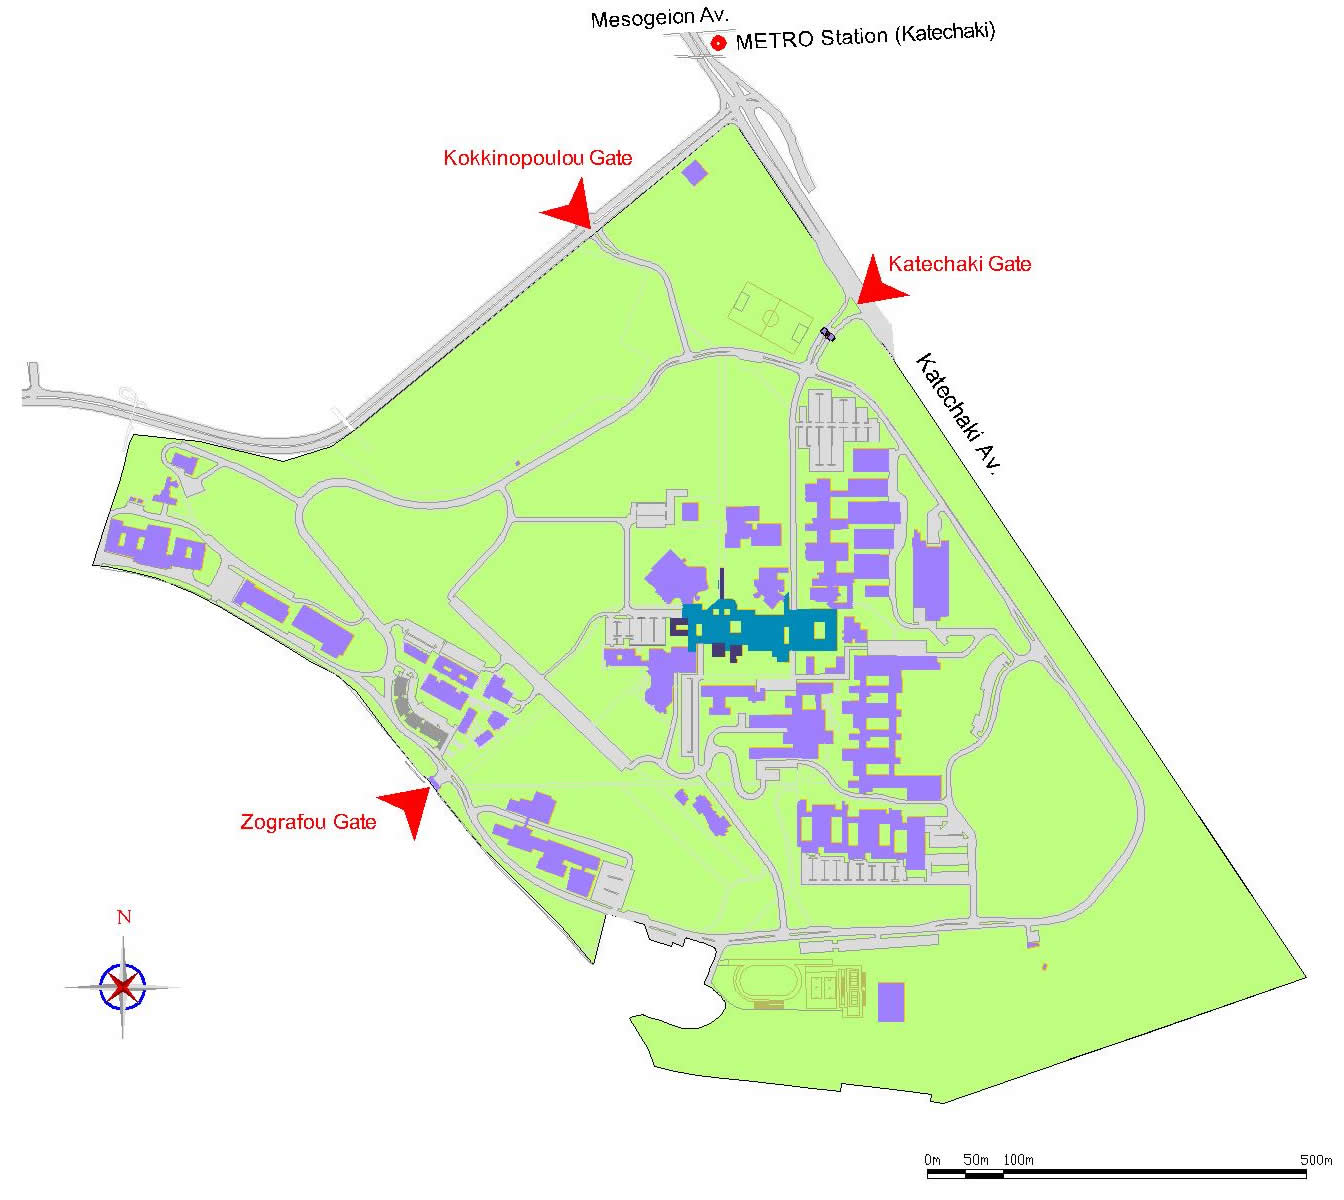 Mesogeion Av.
METRO Station (Katechaki)
Kokkinopoulou Gate
Katechaki Gate
Katechaki Av.
Zografou Gate
N
0m 50m 100m 500m